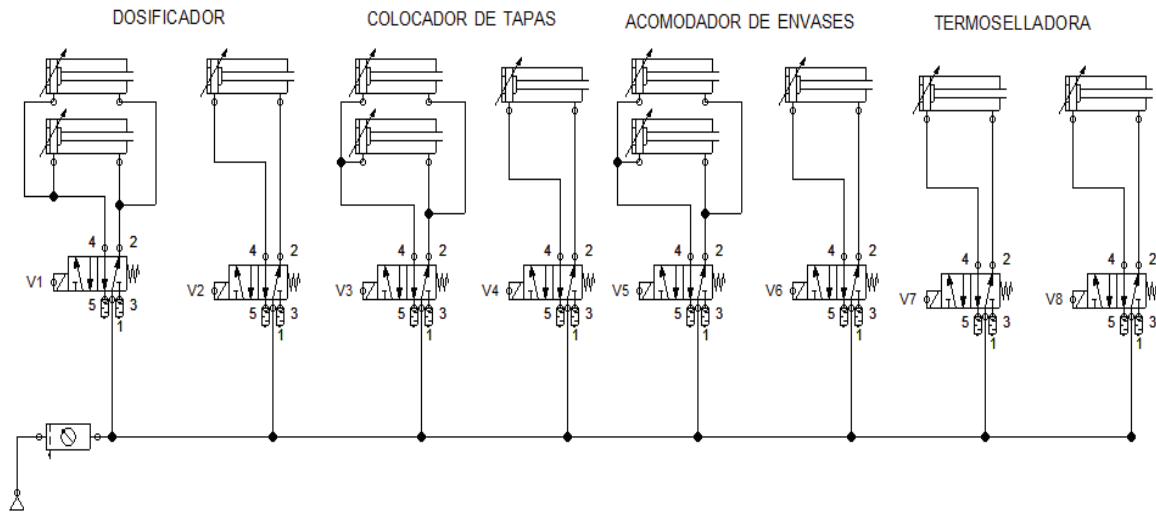 DOSIFICADOR COLOCADOR DE TAPAS ACOMODADOR DE ENVASES TERMOSELLADORA
4 2 4 2 4 2 4 2 4 2 4 2 4 2 4 2
V1 V2 V3 V4 V5 V6 V7 V8
5 3 5 3 5 3 5 3 5 3 5 3 5 3 5 3
1 1 1 1 1 1 1 1